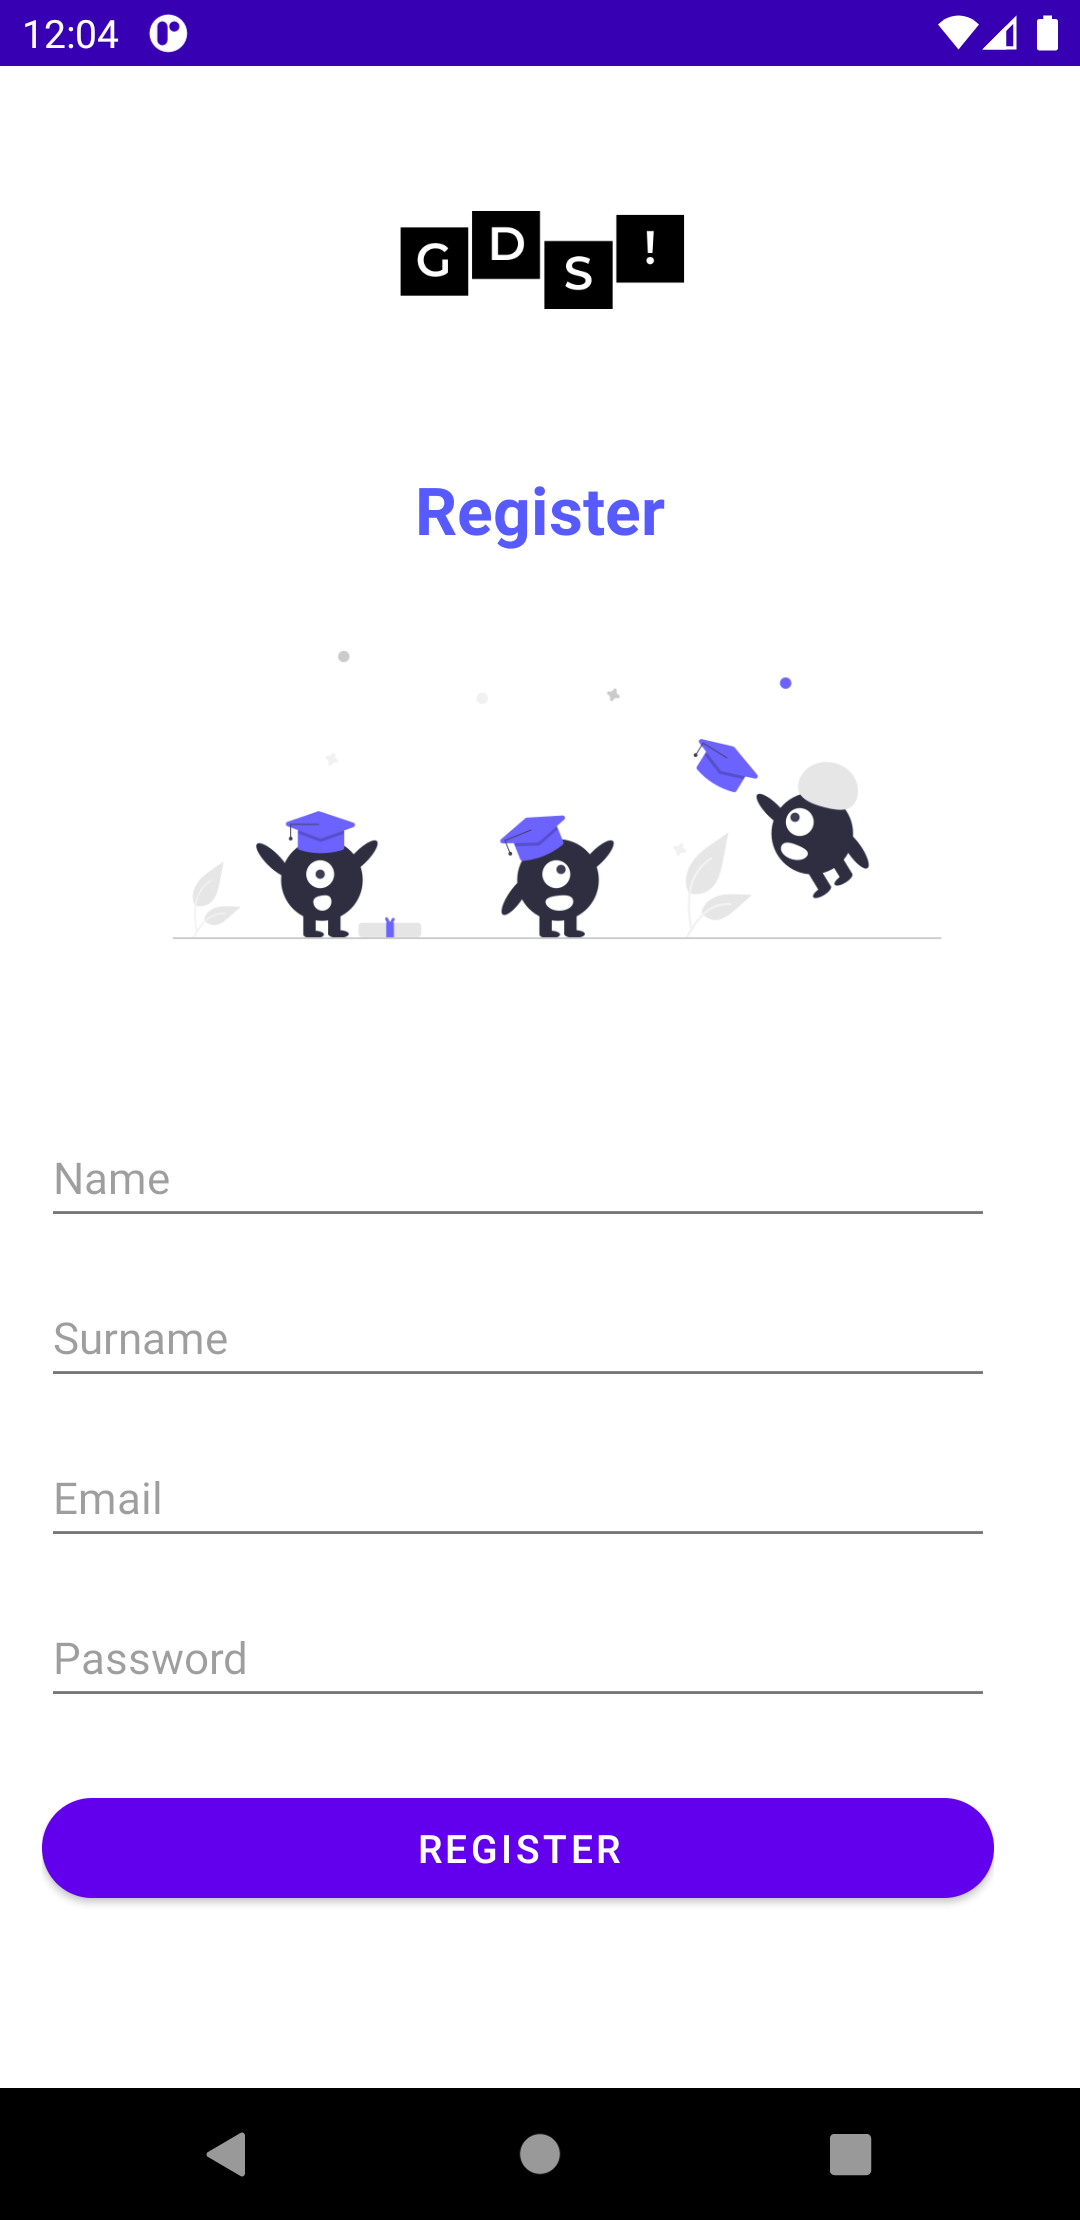 12:04
G D S !
Register
Name
Surname
Email
Password
REGISTER